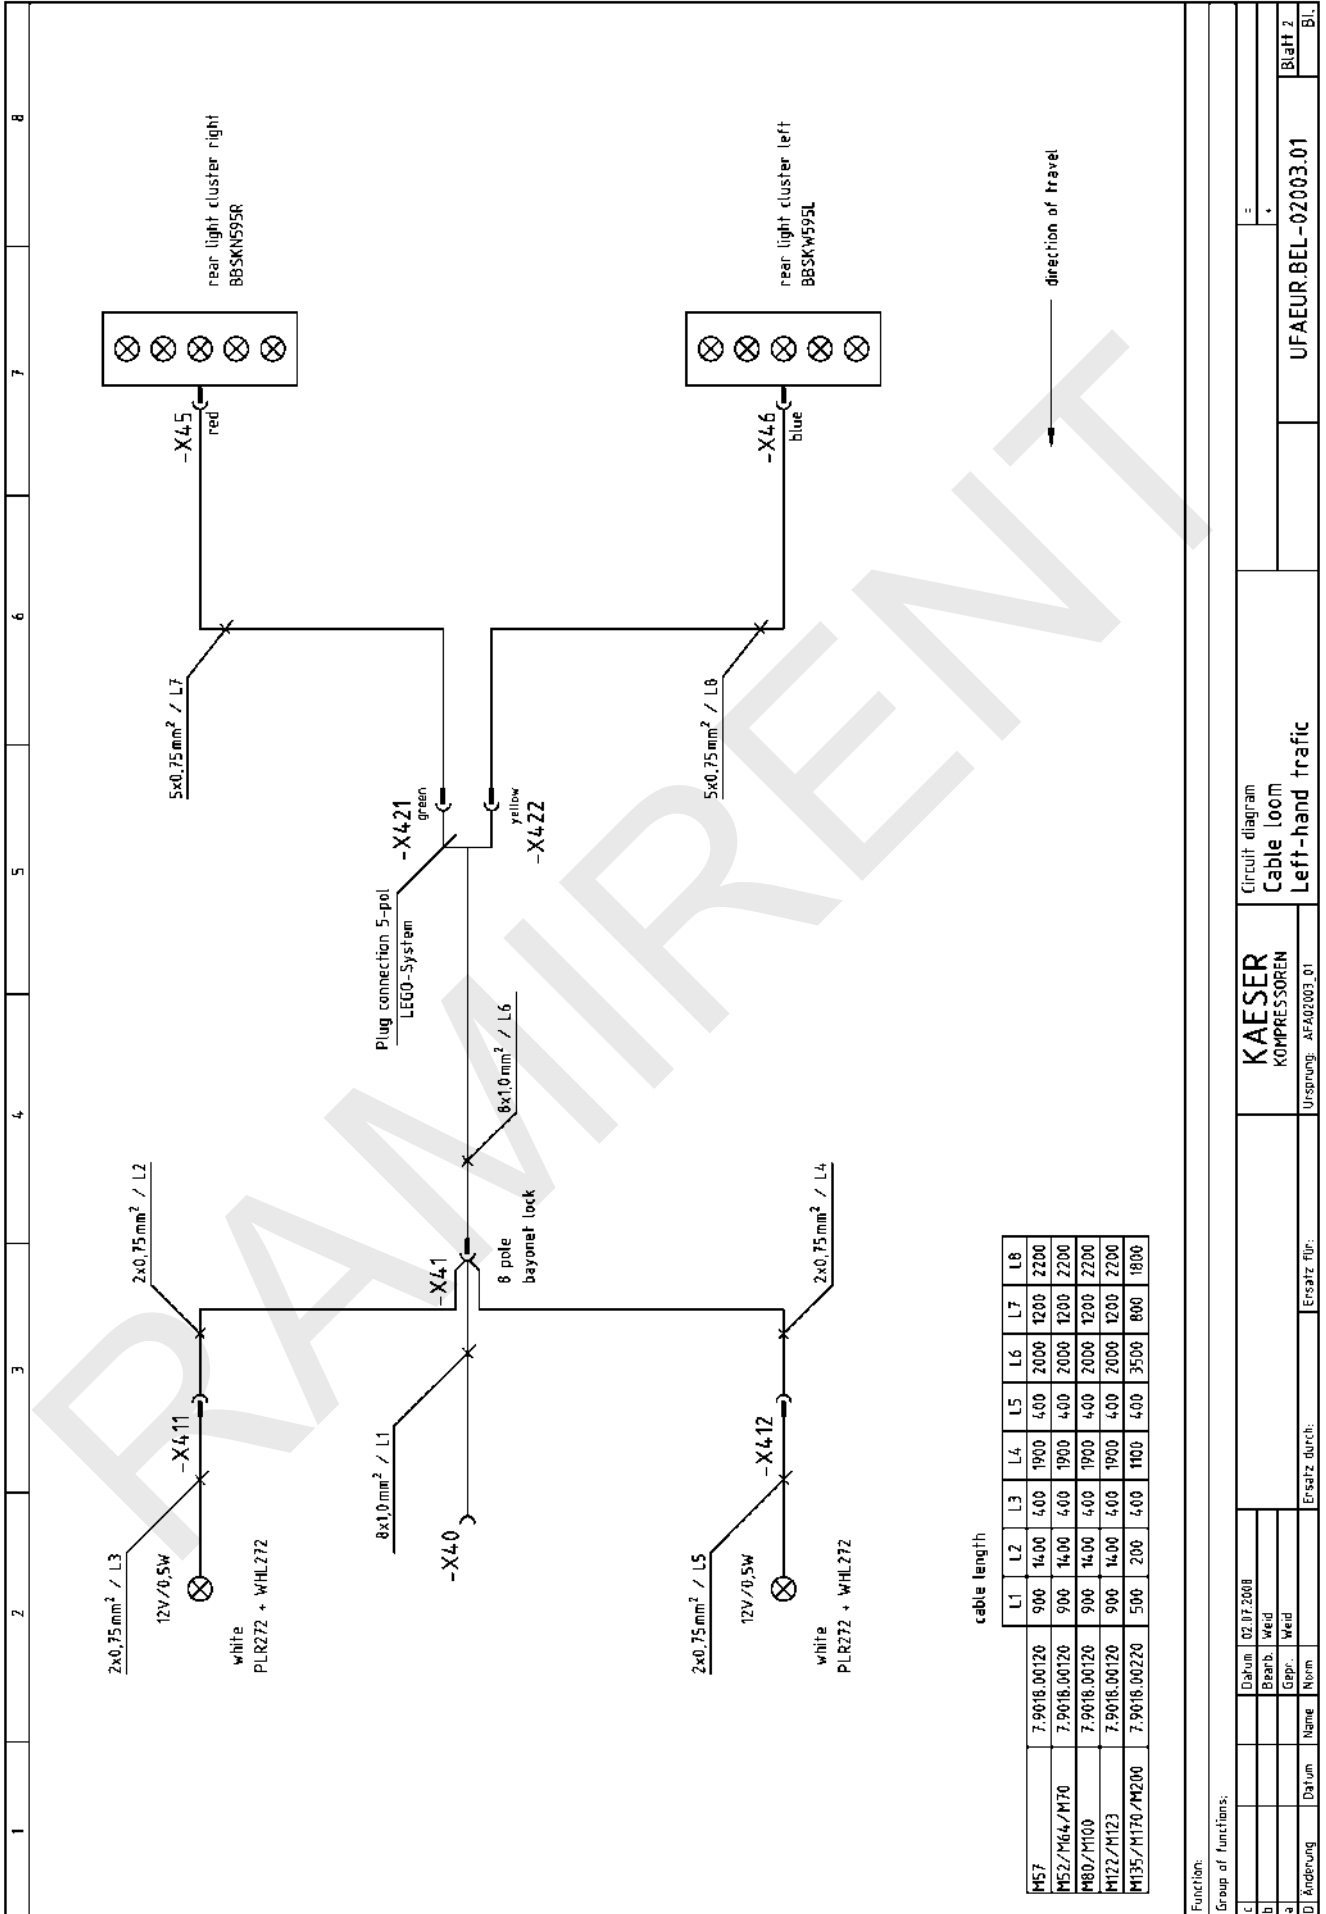 1
2
3
4
5
6
7
8
2x0,75mm² / L3
12V/0,5W
white
PLR272 + WHL272
-X411
2x0,75mm² / L2
8x1,0mm² / L1
-X40
-X41
8 pole
bayonet lock
8x1,0mm² / L6
Plug connection 5-pol
LEGO-System
-X421
green
yellow
-X422
5x0,75mm² / L7
-X45
red
rear light cluster right
BBSKN595R
2x0,75mm² / L5
12V/0,5W
white
PLR272 + WHL272
-X412
2x0,75mm² / L4
5x0,75mm² / L8
-X46
blue
rear light cluster left
BBSKW595L
direction of travel
cable length
L1 L2 L3 L4 L5 L6 L7 L8
M57 7.9018.00120 900 1400 400 1900 400 2000 1200 2200
M52/M64/M70 7.9018.00120 900 1400 400 1900 400 2000 1200 2200
M80/M100 7.9018.00120 900 1400 400 1900 400 2000 1200 2200
M122/M123 7.9018.00120 900 1400 400 1900 400 2000 1200 2200
M135/M170/M200 7.9018.00220 500 200 400 1100 400 3500 800 1800
RAMIRENT
Function:
Group of functions:
c
b
a
D Änderung Datum Name Norm
Datum 02.07.2008
Bearb. Weid
Gepr. Weid
Ersatz durch:
Ersatz für:
KAESER
KOMPRESSOREN
Ursprung: AFA02003_01
Circuit diagram
Cable loom
Left-hand trafic
=
+
UFAEUR.BEL-02003.01
Blatt 2
Bl.